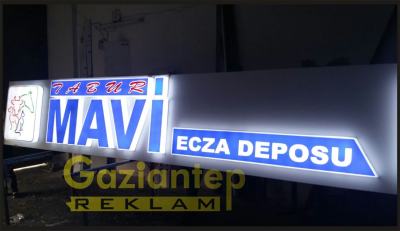 TABUR
MAVi
ECZA DEPOSU
Gaziantep
REKLAM